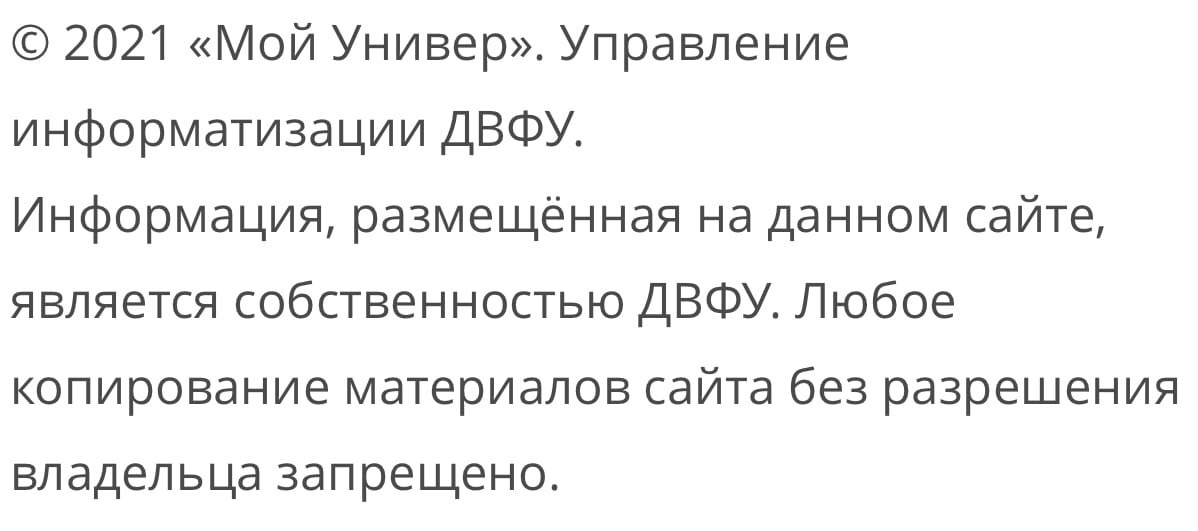 © 2021 «Мой Универ». Управление
информатизации ДВФУ.
Информация, размещённая на данном сайте,
является собственностью ДВФУ. Любое
копирование материалов сайта без разрешения
владельца запрещено.